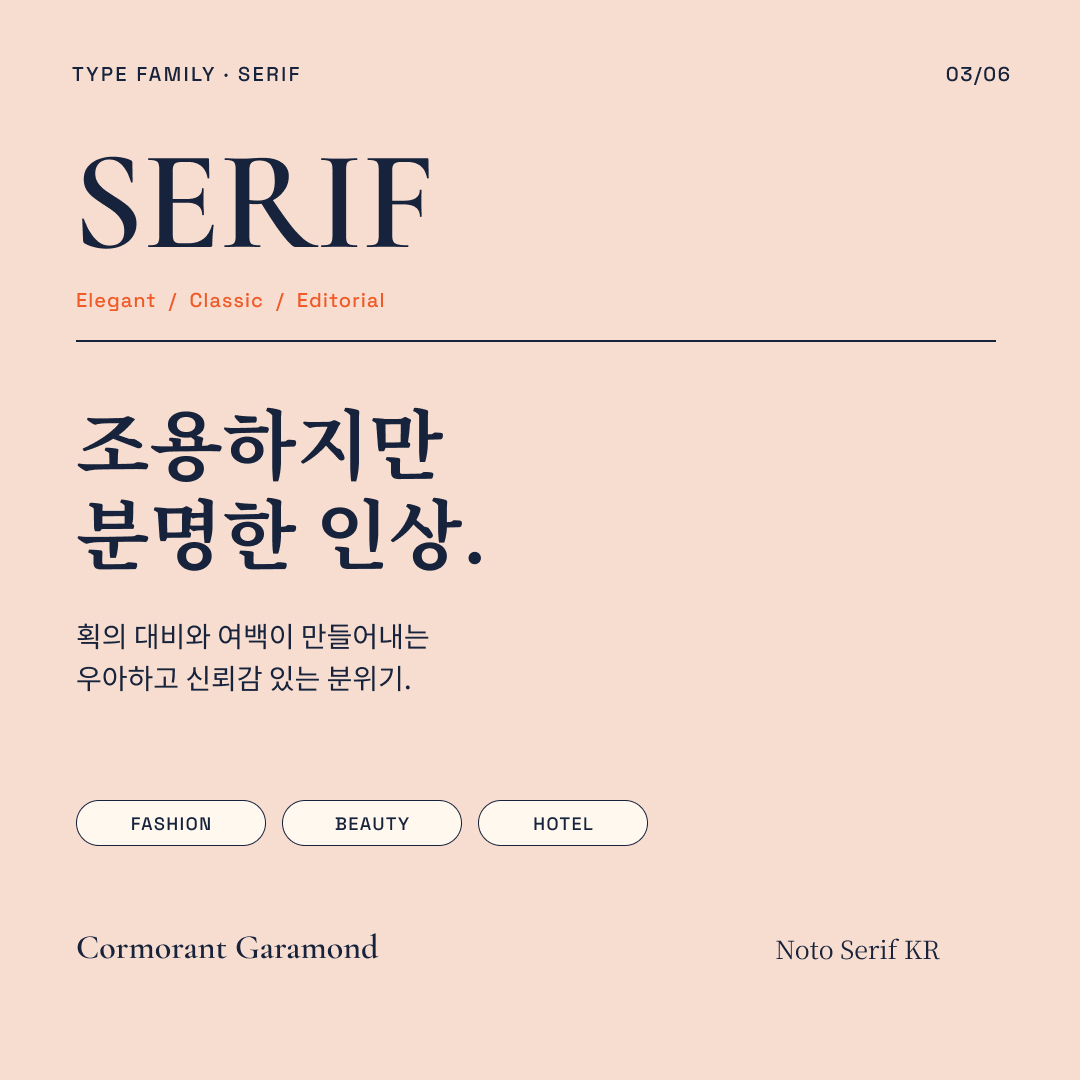 TYPE FAMILY · SERIF
03/06
SERIF
Elegant / Classic / Editorial
조용하지만
분명한 인상.
획의 대비와 여백이 만들어내는
우아하고 신뢰감 있는 분위기.
FASHION
BEAUTY
HOTEL
Cormorant Garamond
Noto Serif KR